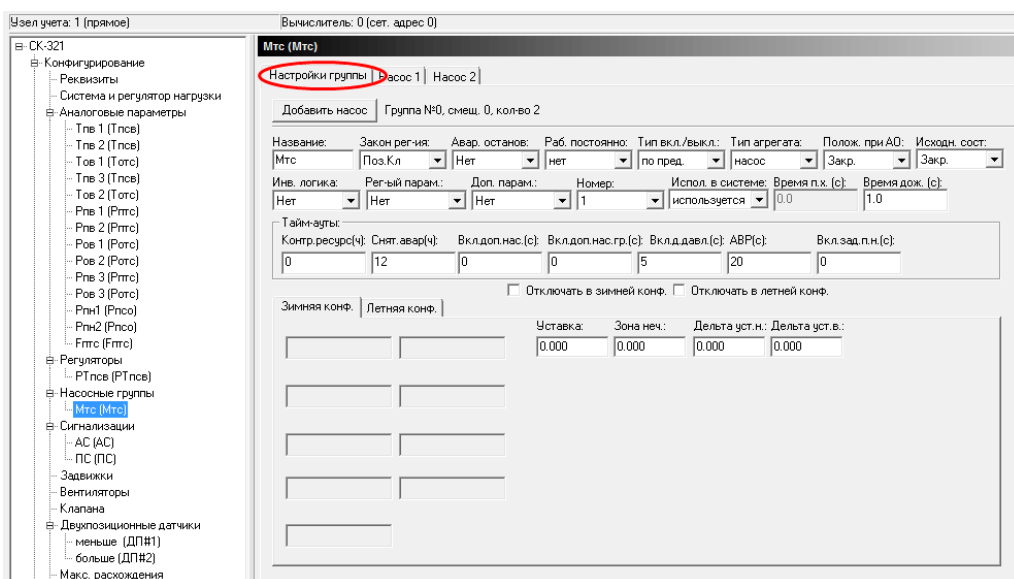 Узел учета: 1 (прямое) Вычислитель: 0 (сет. адрес 0)
СК-321
Конфигурирование
Реквизиты
Система и регулятор нагрузки
Аналоговые параметры
Тпв 1 (Тпсв)
Тпв 2 (Тпсв)
Тов 1 (Тотс)
Тпв 3 (Тпсв)
Тов 2 (Тотс)
Рпв 1 (Рптс)
Рпв 2 (Рптс)
Ров 1 (Ротс)
Ров 2 (Ротс)
Рпв 3 (Рптс)
Ров 3 (Ротс)
Рпн1 (Рпсо)
Рпн2 (Рпсо)
Fптс (Fптс)
Регуляторы
РТпсв (РТпсв)
Насосные группы
Мтс (Мтс)
Сигнализации
АС (АС)
ПС (ПС)
Задвижки
Вентиляторы
Клапана
Двухпозиционные датчики
меньше (ДП#1)
больше (ДП#2)
Макс. расхождения
Мтс (Мтс)
Настройки группы Насос 1 Насос 2
Добавить насос Группа №0, смещ. 0, кол-во 2
Название: Закон рег-ия: Авар. останов: Раб. постоянно: Тип вкл./выкл.: Тип агрегата: Полож. при АО: Исходн. сост:
Мтс Поз.Кл Нет нет по пред. насос Закр. Закр.
Инв. логика: Рег-ый парам.: Доп. парам.: Номер: Испол. в системе: Время п.х. (с): Время дож. (с):
Нет Нет Нет 1 используется 0.0 1.0
Тайм-ауты:
Контр.ресурс(ч): Снят.авар(ч): Вкл.доп.нас.(с): Вкл.доп.нас.гр.(с): Вкл.д.давл.(с): АВР(с): Вкл.зад.п.н.(с):
0 12 0 0 5 20 0
Отключать в зимней конф. Отключать в летней конф.
Зимняя конф. Летняя конф.
Уставка: Зона неч.: Дельта уст.н.: Дельта уст.в.:
0.000 0.000 0.000 0.000